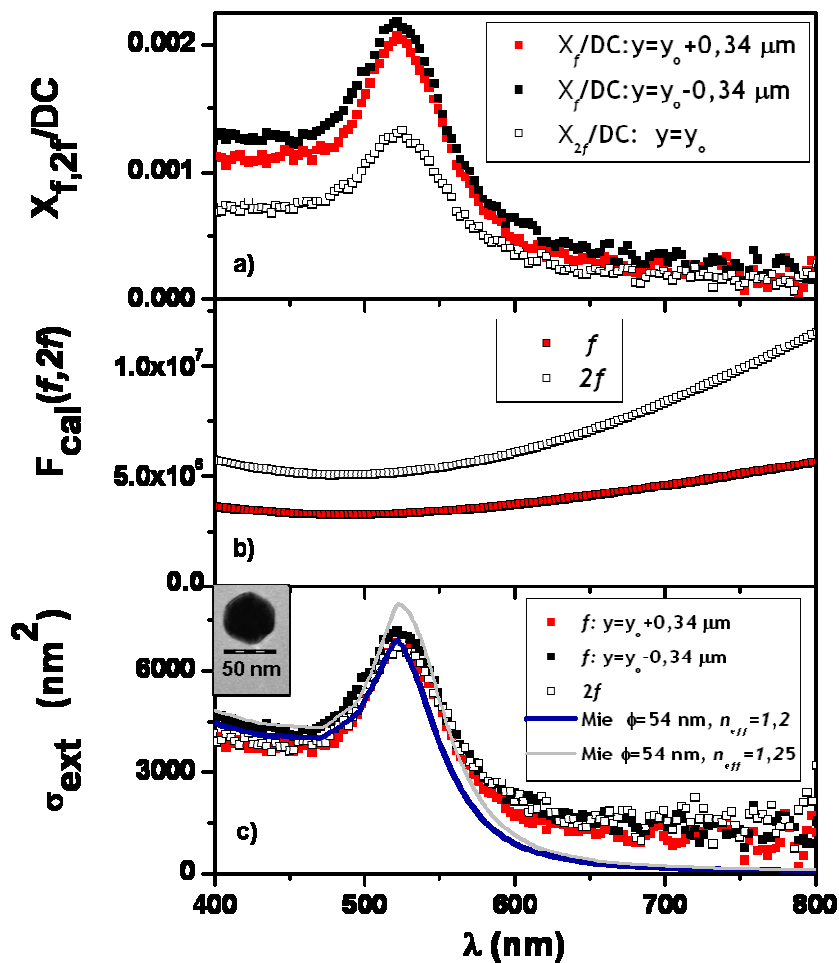 X_f,2f/DC
0.002
0.001
0.000
X_f/DC:y=y_o+0,34 µm
X_f/DC:y=y_o-0,34 µm
X_2f/DC: y=y_o
a)
F_cal(f,2f)
1.0x10^7
5.0x10^6
0.0
f
2f
b)
σ_ext (nm^2)
6000
3000
0
50 nm
f: y=y_o+0,34 µm
f: y=y_o-0,34 µm
2f
Mie ϕ=54 nm, n_eff=1,2
Mie ϕ=54 nm, n_eff=1,25
c)
400 500 600 700 800
λ (nm)